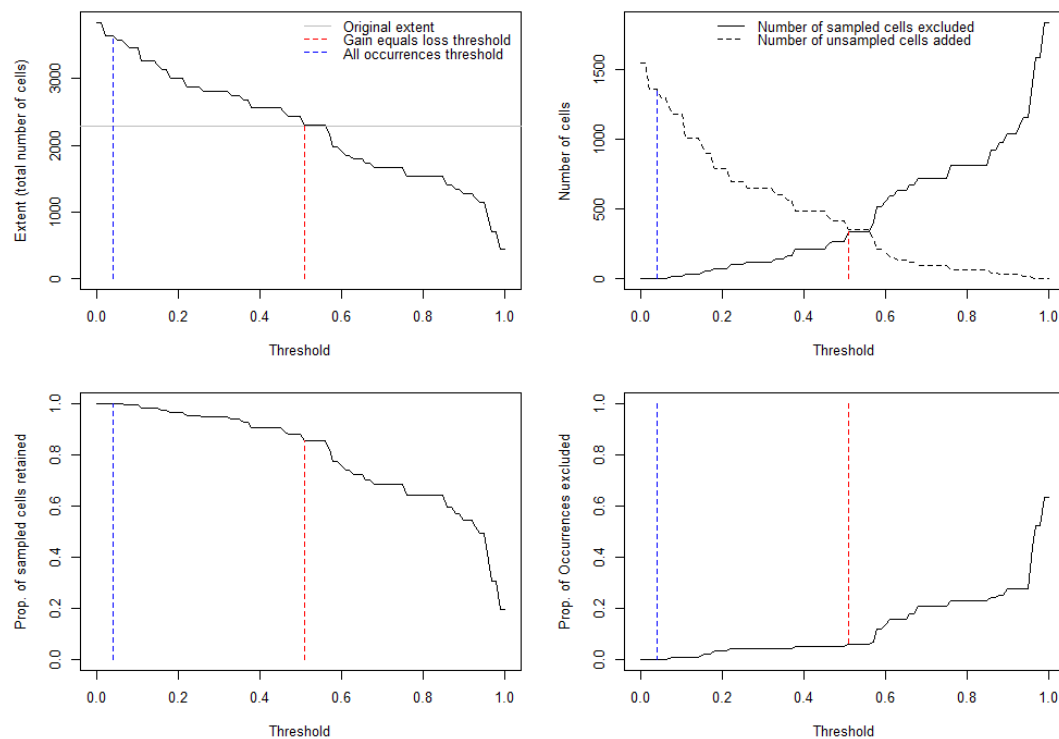 Original extent
Gain equals loss threshold
All occurrences threshold
Extent (total number of cells)
0 1000 2000 3000
0.0 0.2 0.4 0.6 0.8 1.0
Threshold
Number of sampled cells excluded
Number of unsampled cells added
Number of cells
0 500 1000 1500
0.0 0.2 0.4 0.6 0.8 1.0
Threshold
Prop. of sampled cells retained
0.0 0.2 0.4 0.6 0.8 1.0
0.0 0.2 0.4 0.6 0.8 1.0
Threshold
Prop. of Occurrences excluded
0.0 0.2 0.4 0.6 0.8 1.0
0.0 0.2 0.4 0.6 0.8 1.0
Threshold